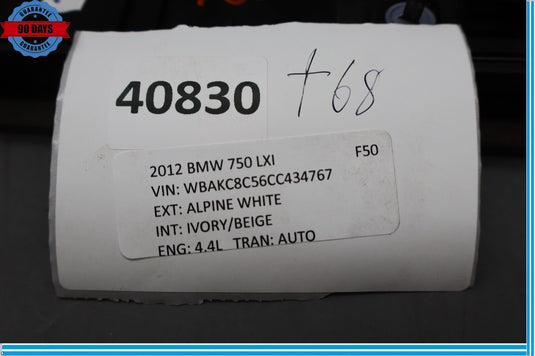 GUARANTEE
90 DAYS
GUARANTEE
40830
+68
2012 BMW 750 LXI F50
VIN: WBAKC8C56CC434767
EXT: ALPINE WHITE
INT: IVORY/BEIGE
ENG: 4.4L TRAN: AUTO